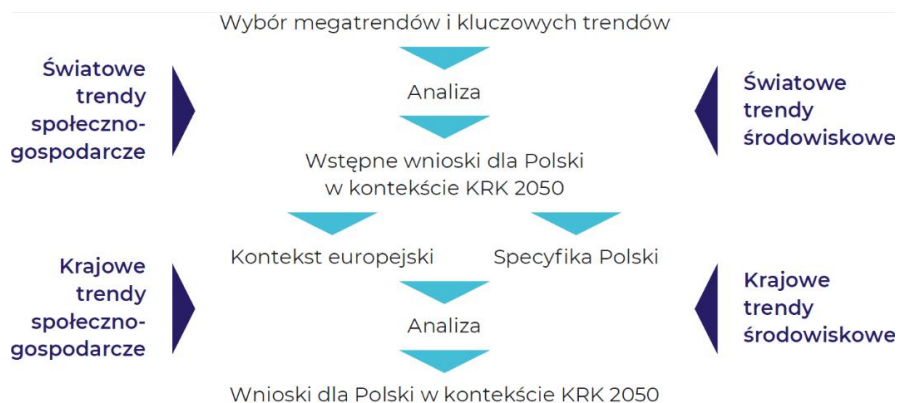 Wybór megatrendów i kluczowych trendów
Światowe
trendy
społeczno-
gospodarcze
Analiza
Światowe
trendy
środowiskowe
Wstępne wnioski dla Polski
w kontekście KRK 2050
Kontekst europejski
Specyfika Polski
Krajowe
trendy
społeczno-
gospodarcze
Analiza
Krajowe
trendy
środowiskowe
Wnioski dla Polski w kontekście KRK 2050